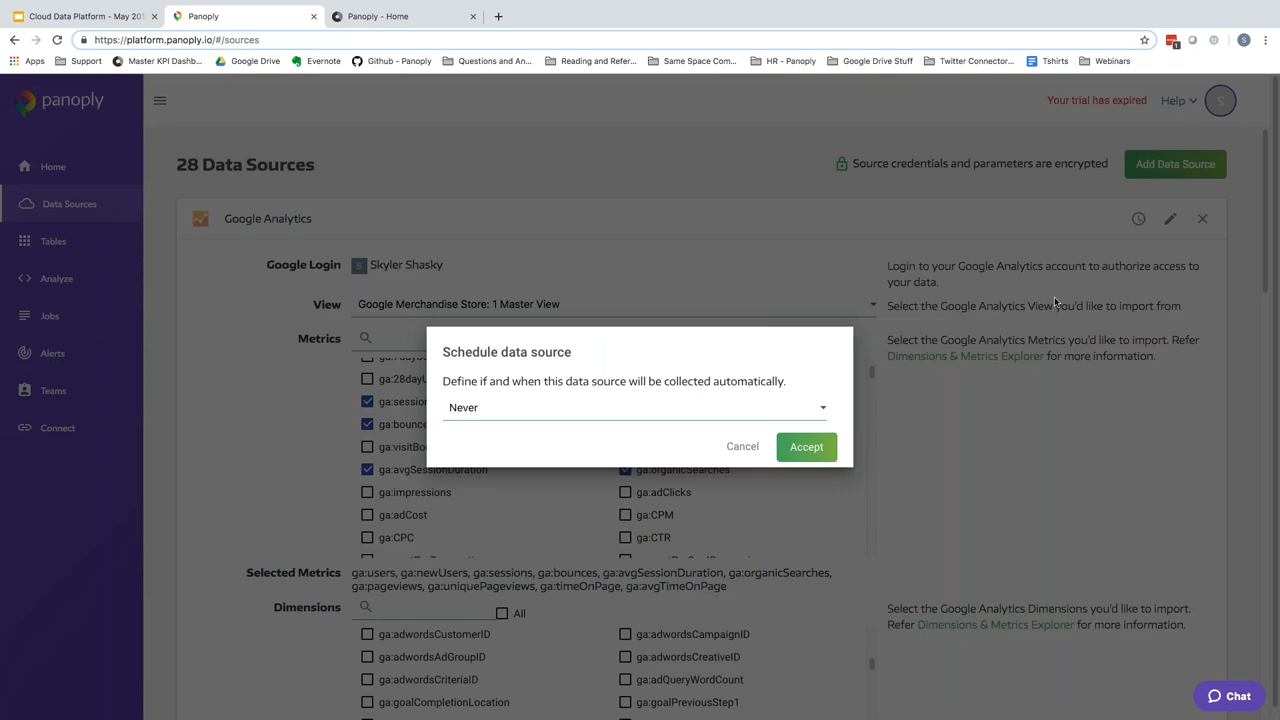 Cloud Data Platform - May 201
Panoply
Panoply - Home
https://platform.panoply.io/#/sources
Apps
Support
Master KPI Dashb...
Google Drive
Evernote
Github - Panoply
Questions and An...
Reading and Refer...
Same Space Com...
HR - Panoply
Google Drive Stuff
Twitter Connector...
Tshirts
Webinars
panoply
Your trial has expired
Help
S
Home
Data Sources
Tables
Analyze
Jobs
Alerts
Teams
Connect
28 Data Sources
Source credentials and parameters are encrypted
Add Data Source
Google Analytics
Google Login
S Skyler Shasky
Login to your Google Analytics account to authorize access to
your data.
View
Google Merchandise Store: 1 Master View
Select the Google Analytics View you'd like to import from
Metrics
Select the Google Analytics Metrics you'd like to import. Refer
Dimensions & Metrics Explorer for more information.
Schedule data source
Define if and when this data source will be collected automatically.
Never
Cancel
Accept
ga:28dayU
ga:session
ga:bounce
ga:visitBo
ga:avgSessionDuration
ga:organicSearches
ga:impressions
ga:adClicks
ga:adCost
ga:CPM
ga:CPC
ga:CTR
Selected Metrics
ga:users, ga:newUsers, ga:sessions, ga:bounces, ga:avgSessionDuration, ga:organicSearches,
ga:pageviews, ga:uniquePageviews, ga:timeOnPage, ga:avgTimeOnPage
Dimensions
All
Select the Google Analytics Dimensions you'd like to import.
Refer Dimensions & Metrics Explorer for more information.
ga:adwordsCustomerID
ga:adwordsCampaignID
ga:adwordsAdGroupID
ga:adwordsCreativeID
ga:adwordsCriteriaID
ga:adQueryWordCount
ga:goalCompletionLocation
ga:goalPreviousStep1
Chat